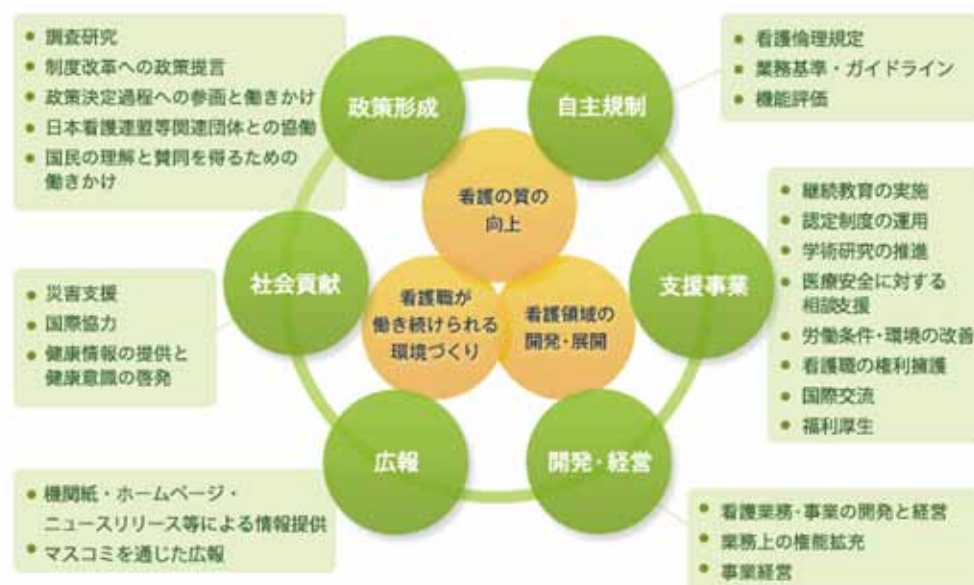 ● 調査研究
● 制度改革への政策提言
● 政策決定過程への参画と働きかけ
● 日本看護連盟等関連団体との協働
● 国民の理解と賛同を得るための
働きかけ
政策形成
自主規制
● 看護倫理規定
● 業務基準・ガイドライン
● 機能評価
看護の質の
向上
社会貢献
● 災害支援
● 国際協力
● 健康情報の提供と
健康意識の啓発
看護職が
働き続けられる
環境づくり
看護領域の
開発・展開
支援事業
● 継続教育の実施
● 認定制度の運用
● 学術研究の推進
● 医療安全に対する
相談支援
● 労働条件・環境の改善
● 看護職の権利擁護
● 国際交流
● 福利厚生
広報
● 機関紙・ホームページ・
ニュースリリース等による情報提供
● マスコミを通じた広報
開発・経営
● 看護業務・事業の開発と経営
● 業務上の権能拡充
● 事業経営